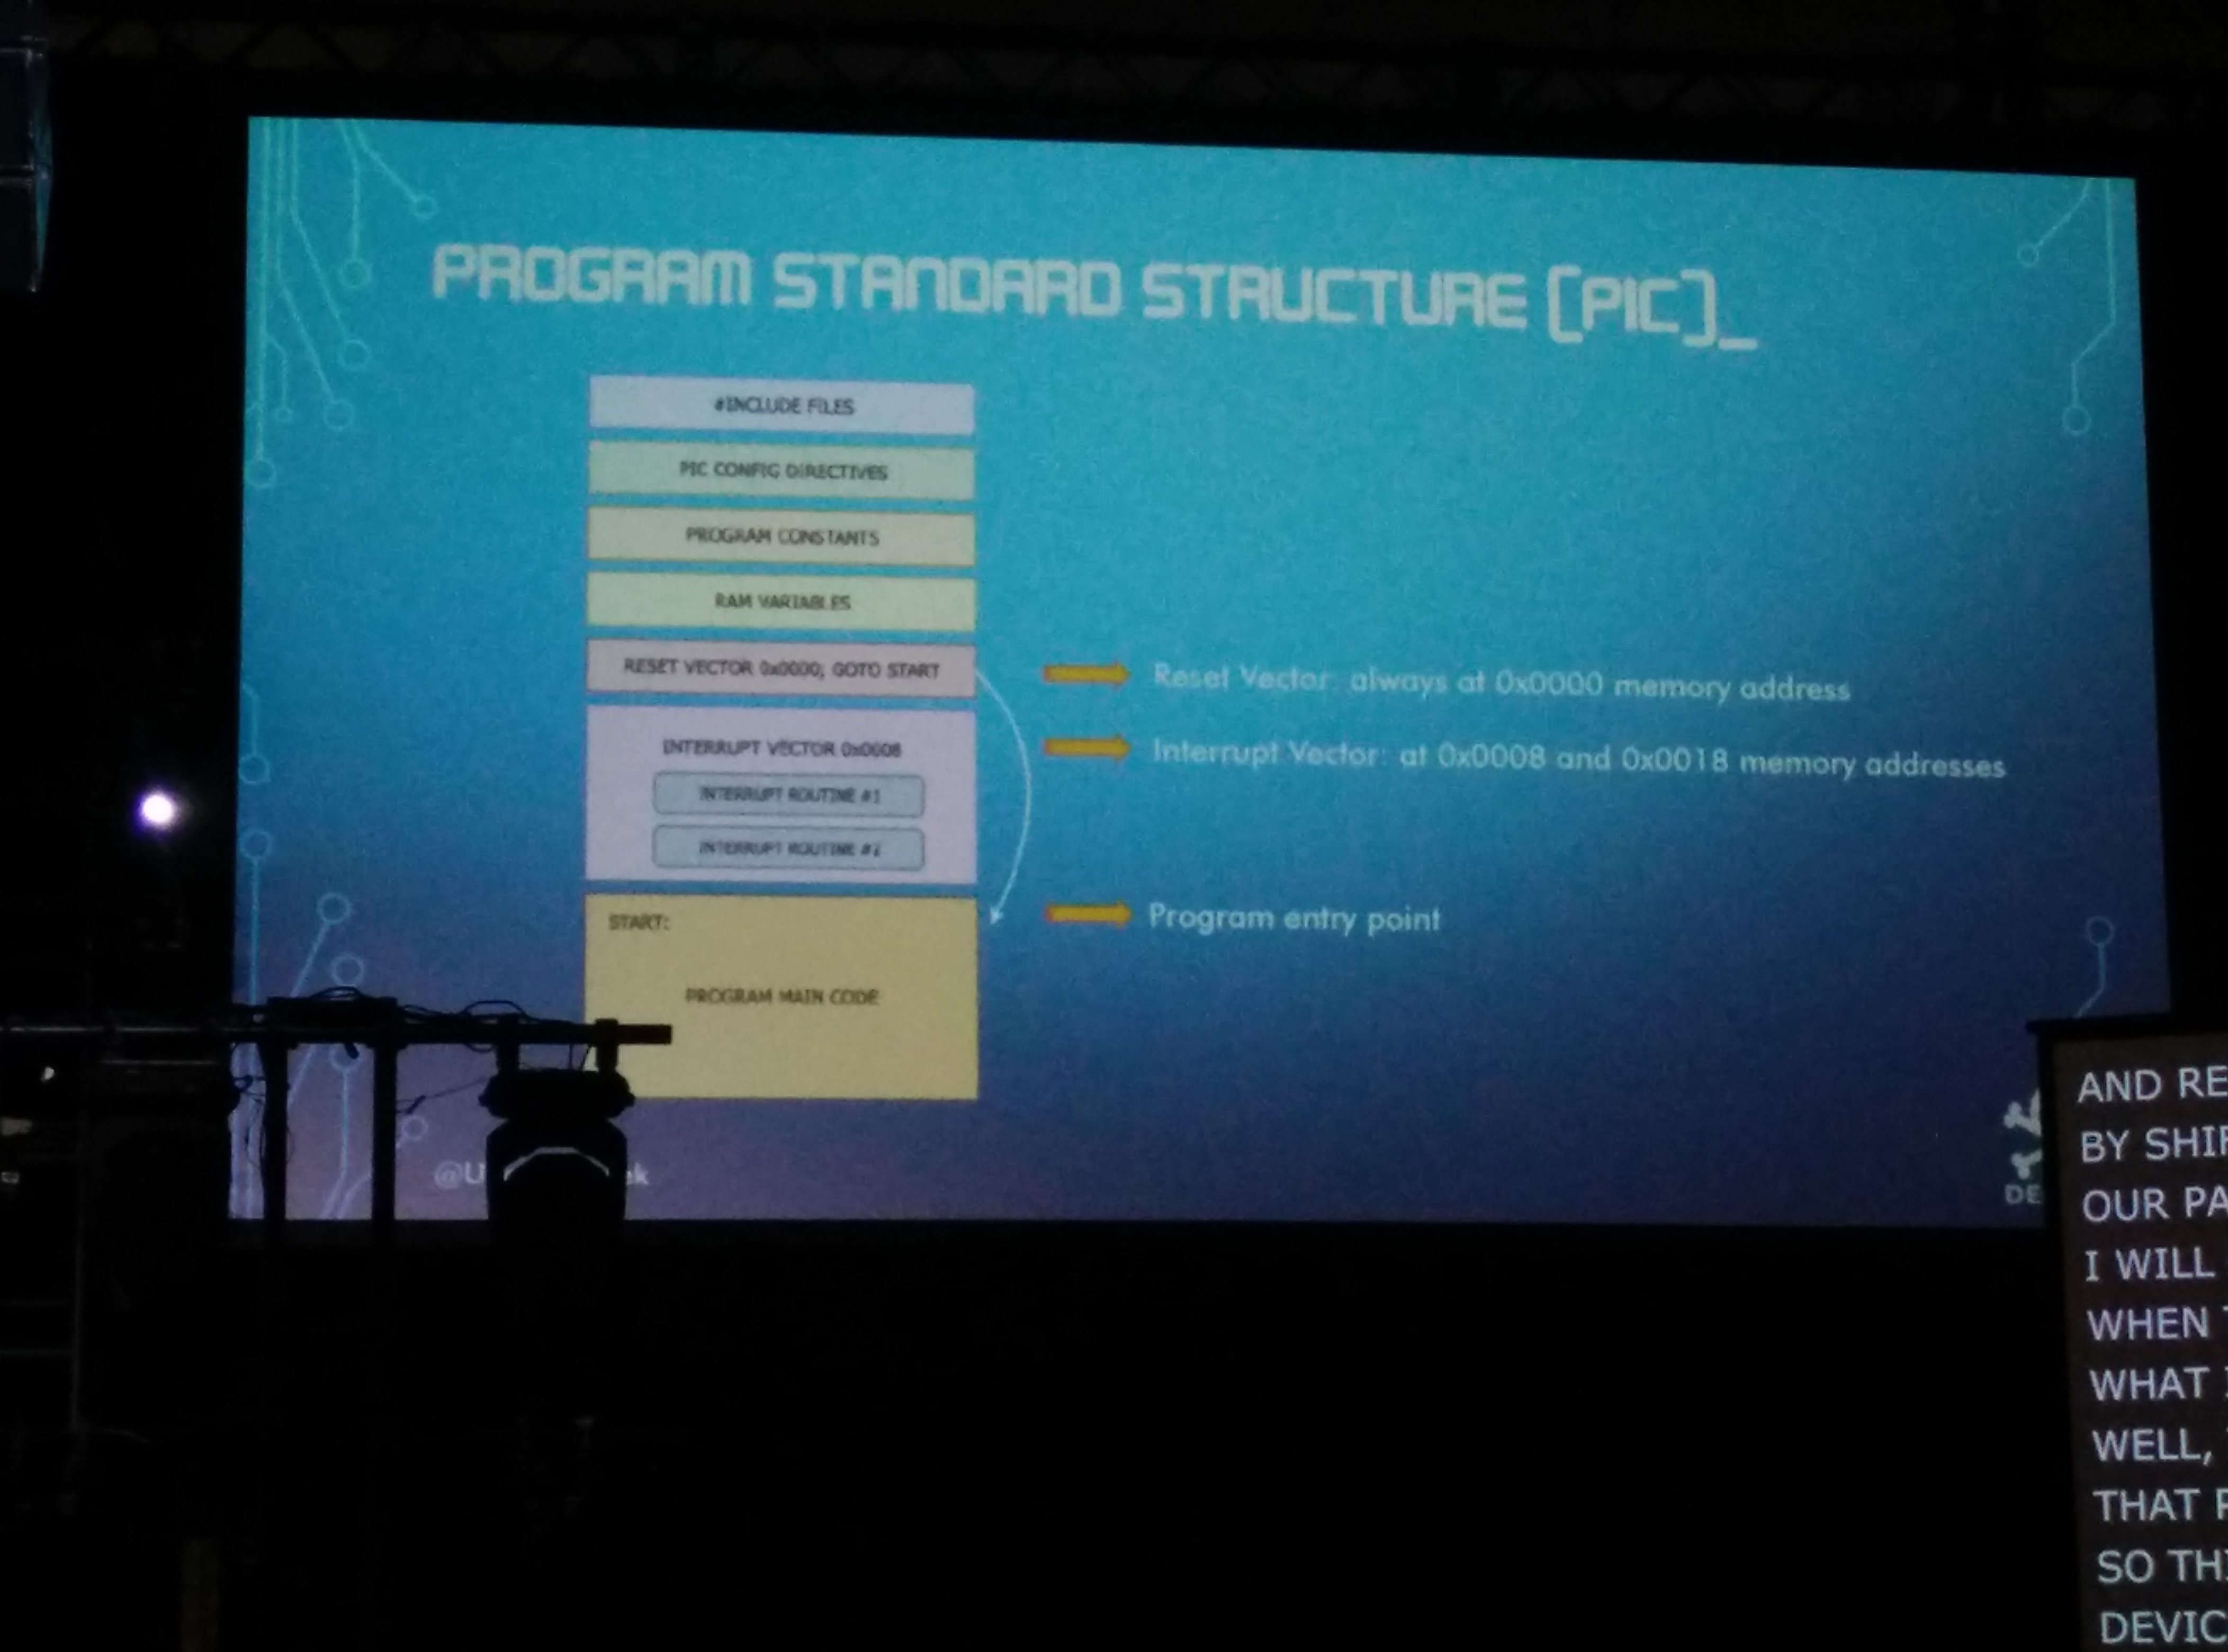 PROGRAM STANDARD STRUCTURE [PIC]_
#INCLUDE FILES
PIC CONFIG DIRECTIVES
PROGRAM CONSTANTS
RAM VARIABLES
RESET VECTOR 0x0000; GOTO START
Reset Vector: always at 0x0000 memory address
INTERRUPT VECTOR 0x0008
Interrupt Vector: at 0x0008 and 0x0018 memory addresses
INTERRUPT ROUTINE #1
INTERRUPT ROUTINE #2
START:
Program entry point
PROGRAM MAIN CODE
AND RE
BY SHI
OUR PA
I WILL
WHEN
WHAT
WELL,
THAT
SO TH
DEVIC